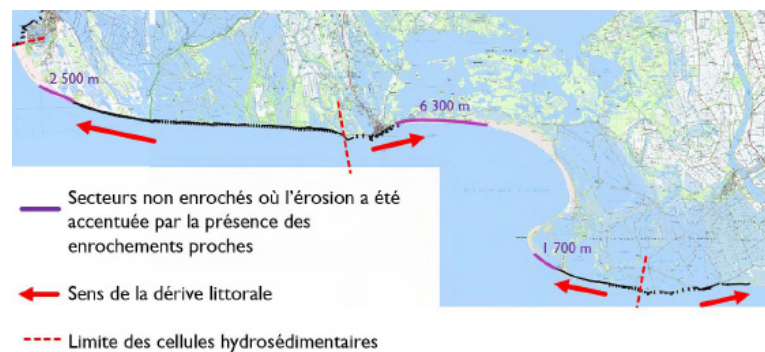 2 500 m
6 300 m
1 700 m
Secteurs non enrochés où l'érosion a été
accentuée par la présence des
enrochements proches
Sens de la dérive littorale
Limite des cellules hydrosédimentaires